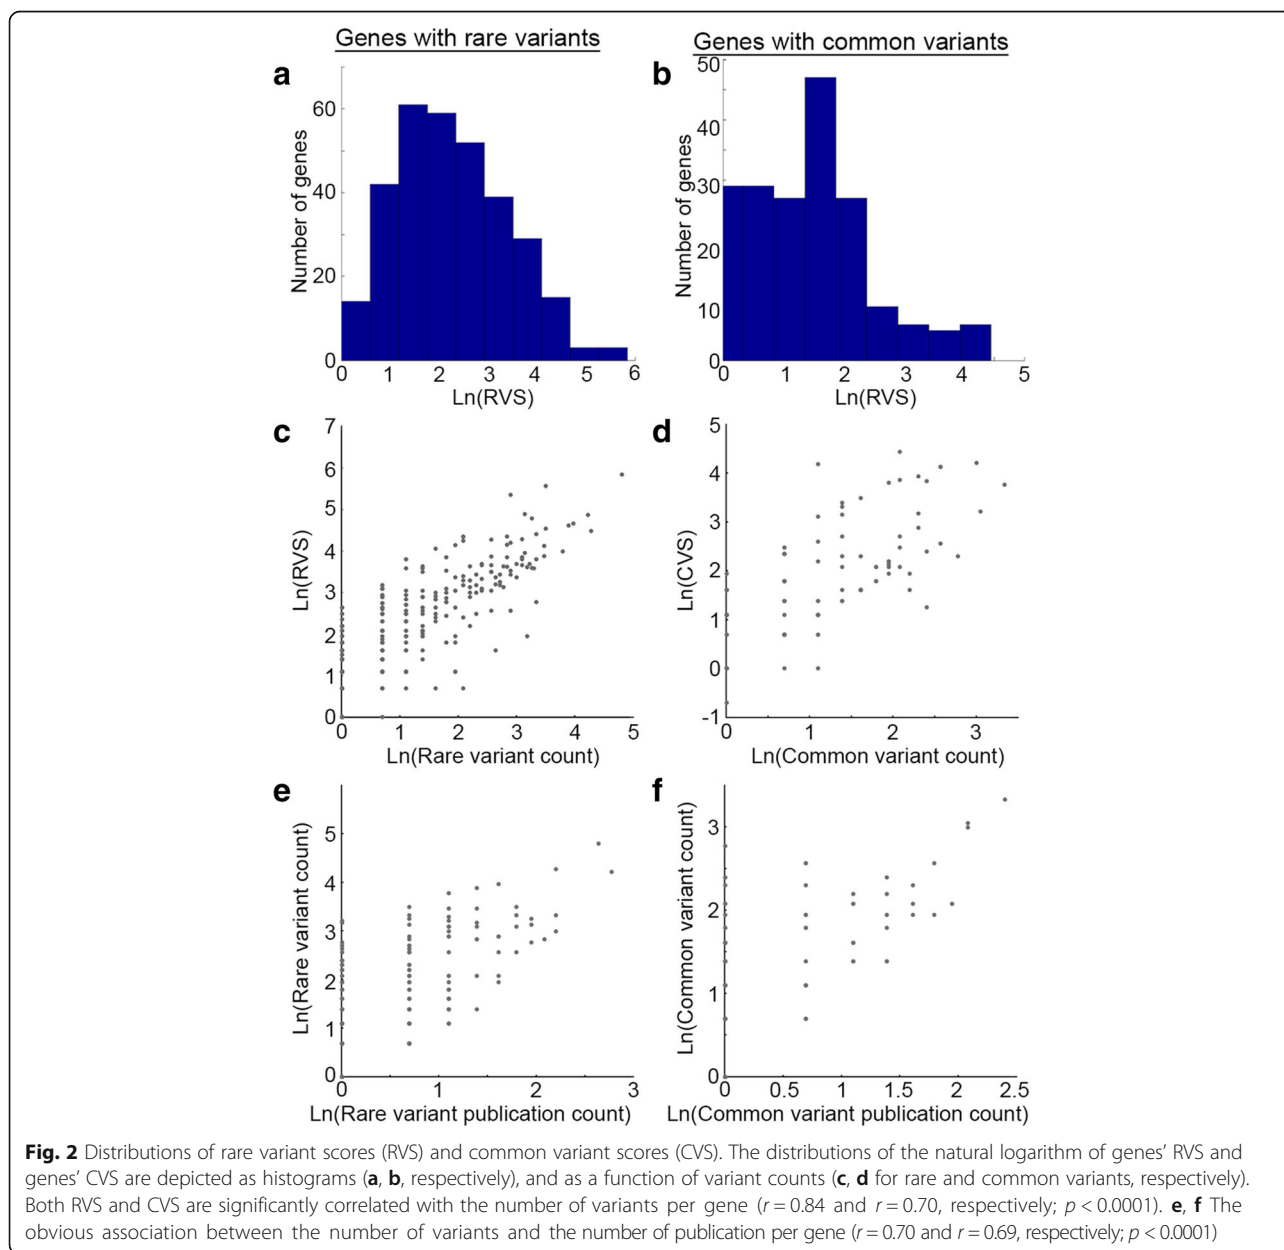 Genes with rare variants
Genes with common variants
a
Number of genes
60
40
20
0
0 1 2 3 4 5 6
Ln(RVS)
b
Number of genes
50
40
30
20
10
0
0 1 2 3 4 5
Ln(RVS)
c
Ln(RVS)
7
6
5
4
3
2
1
0
0 1 2 3 4 5
Ln(Rare variant count)
d
Ln(CVS)
5
4
3
2
1
0
-1
0 1 2 3
Ln(Common variant count)
e
Ln(Rare variant count)
5
4
3
2
1
0
0 1 2 3
Ln(Rare variant publication count)
f
Ln(Common variant count)
3
2
1
0
0 0.5 1 1.5 2 2.5
Ln(Common variant publication count)
Fig. 2 Distributions of rare variant scores (RVS) and common variant scores (CVS). The distributions of the natural logarithm of genes' RVS and
genes' CVS are depicted as histograms (a, b, respectively), and as a function of variant counts (c, d for rare and common variants, respectively).
Both RVS and CVS are significantly correlated with the number of variants per gene (r = 0.84 and r = 0.70, respectively; p < 0.0001). e, f The
obvious association between the number of variants and the number of publication per gene (r = 0.70 and r = 0.69, respectively; p < 0.0001)